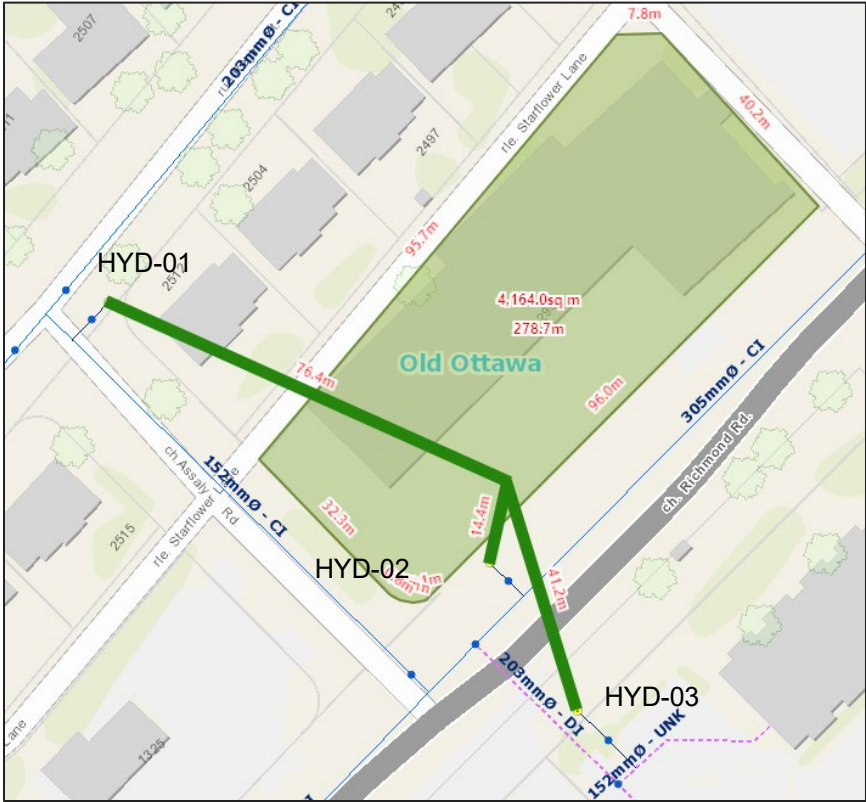 7.8m
2507
203mmØ - CI
rle. Starflower Lane
40.2m
2497
2504
95.7m
HYD-01
4,164.0sq m
278.7m
76.4m
Old Ottawa
96.0m
305mmØ - CI
ch. Richmond Rd.
152mmØ - CI
ch. Assaly Rd
32.3m
14.4m
2515
rle. Starflower
HYD-02
41.2m
203mmØ - DI
HYD-03
152mmØ - UNK
Lane
1325
CI